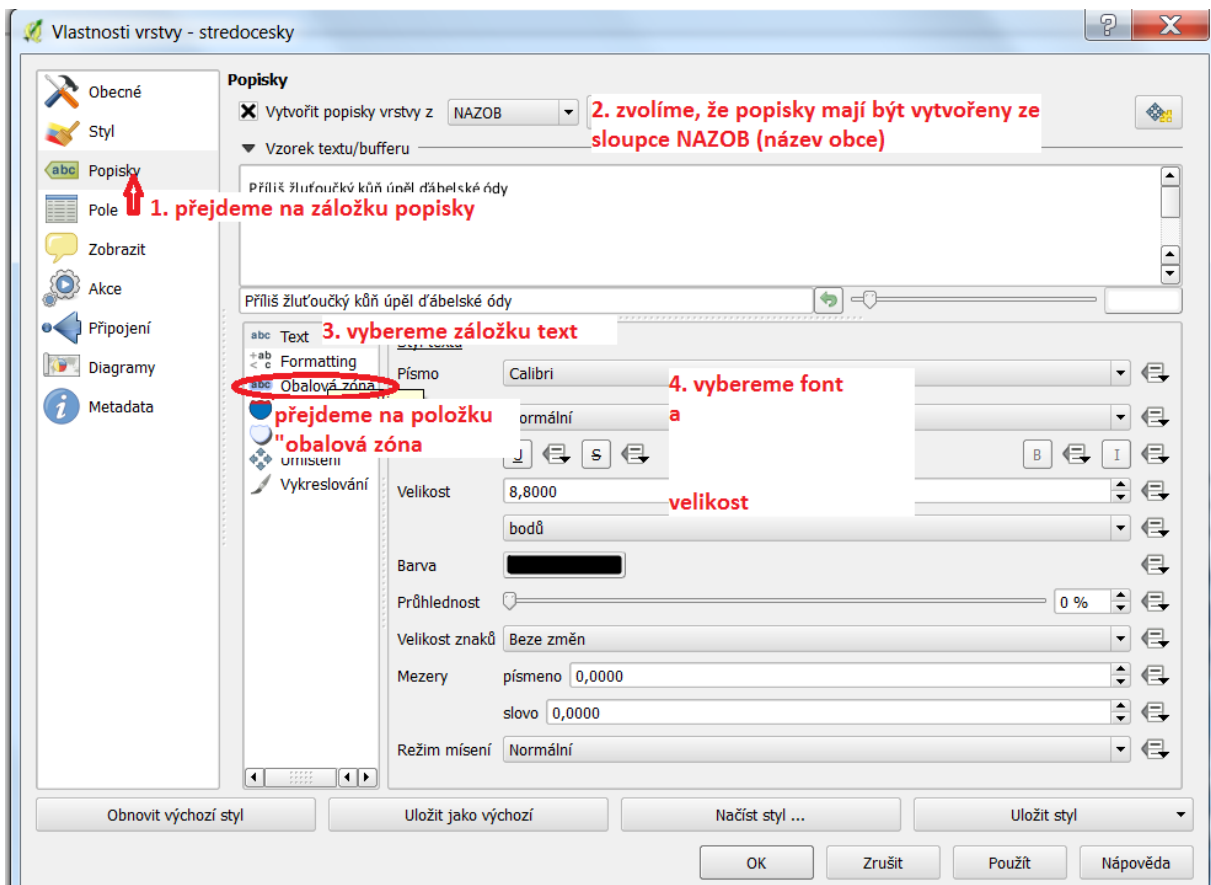 Vlastnosti vrstvy - stredocesky
Obecné
Styl
Popisky
Pole
Zobrazit
Akce
Připojení
Diagramy
Metadata
Popisky
Vytvořit popisky vrstvy z NAZOB
2. zvolíme, že popisky mají být vytvořeny ze
sloupce NAZOB (název obce)
Vzorek textu/bufferu
Příliš žluťoučký kůň úpěl ďábelské ódy
1. přejdeme na záložku popisky
Příliš žluťoučký kůň úpěl ďábelské ódy
abc Text
3. vybereme záložku text
Formatting
abc Obalová zóna
přejdeme na položku
"obalová zóna
Umístění
Vykreslování
Styl textu
Písmo Calibri
4. vybereme font
a
velikost
U S B I
Velikost 8,8000
bodů
Barva
Průhlednost 0 %
Velikost znaků Beze změn
Mezery písmeno 0,0000
slovo 0,0000
Režim mísení Normální
Obnovit výchozí styl Uložit jako výchozí Načíst styl ... Uložit styl
OK Zrušit Použít Nápověda